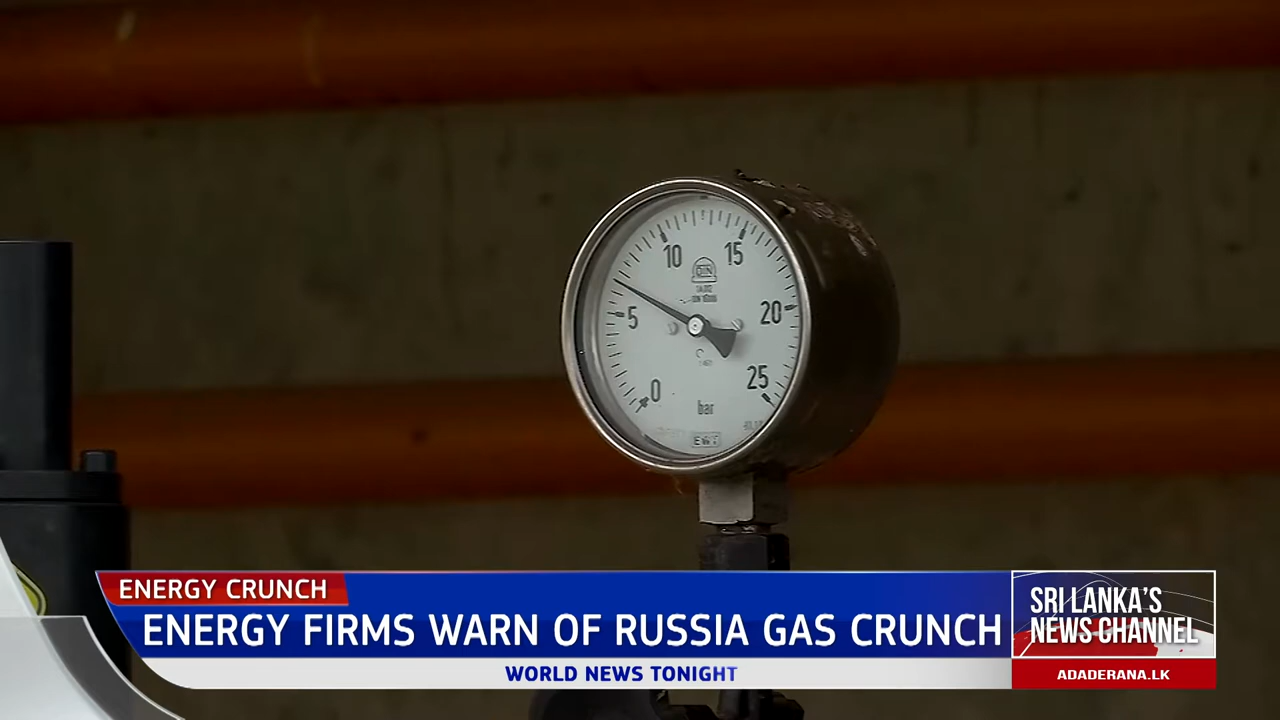 10
15
DIN
5
20
0
25
bar
ENERGY CRUNCH
ENERGY FIRMS WARN OF RUSSIA GAS CRUNCH
WORLD NEWS TONIGHT
SRI LANKA'S
NEWS CHANNEL
ADADERANA.LK